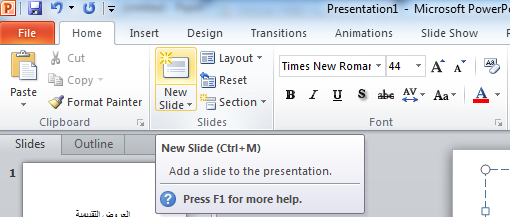 Presentation1 - Microsoft PowerP
File Home Insert Design Transitions Animations Slide Show
Cut
Copy
Format Painter
Paste
Clipboard
New Slide
Layout
Reset
Section
Slides
Times New Roman 44
B I U S abc AV Aa A
Font
Slides Outline
New Slide (Ctrl+M)
Add a slide to the presentation.
Press F1 for more help.
1
العروض التقديمية